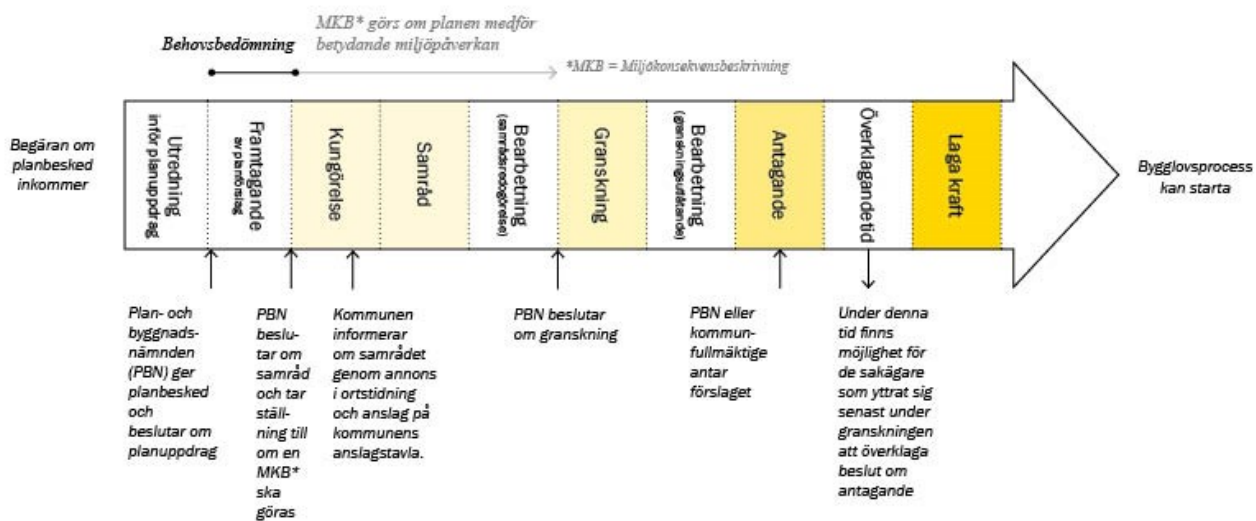 MKB* görs om planen medför
betydande miljöpåverkan
Behovsbedömning
*MKB = Miljökonsekvensbeskrivning
Begäran om
planbesked
inkommer
Utredning
inför planuppdrag
Framtagande
av planförslag
Kungörelse
Samråd
Bearbetning
(samrådsredogörelse)
Granskning
Bearbetning
(granskningsutlåtande)
Antagande
Överklagandetid
Laga kraft
Bygglovsprocess
kan starta
Plan- och
byggnads-
nämnden
(PBN) ger
planbesked
och
beslutar om
planuppdrag
PBN
beslu-
tar om
samråd
och tar
ställ-
ning till
om en
MKB*
ska
göras
Kommunen
informerar
om samrådet
genom annons
i ortstidning
och anslag på
kommunens
anslagstavla.
PBN beslutar
om granskning
PBN eller
kommun-
fullmäktige
antar
förslaget
Under denna
tid finns
möjlighet för
de sakägare
som yttrat sig
senast under
granskningen
att överklaga
beslut om
antagande